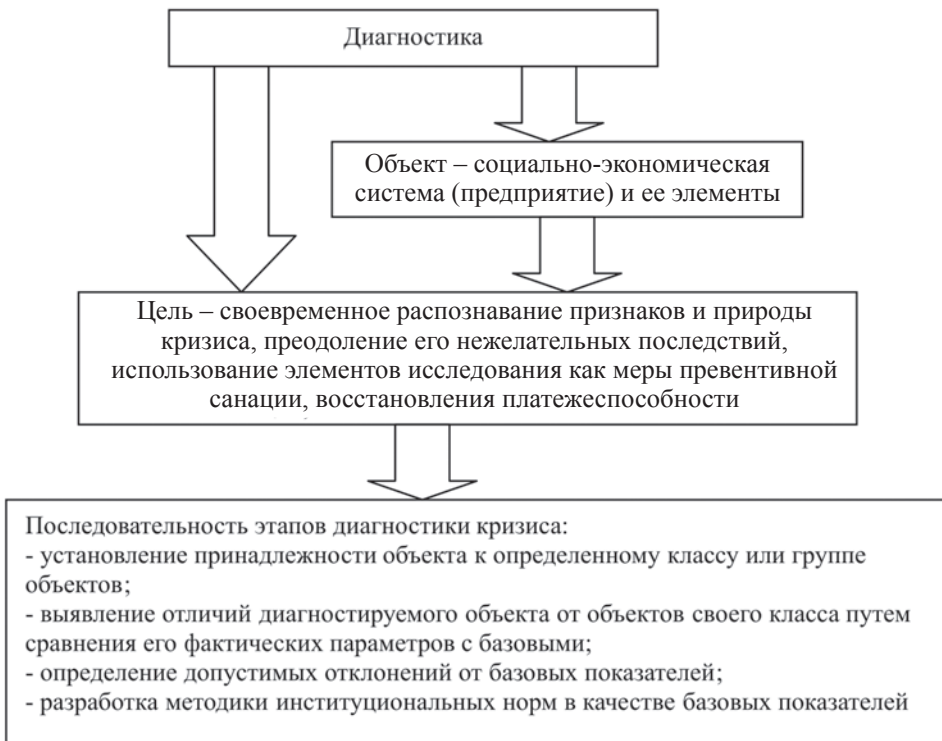 Диагностика
Объект – социально-экономическая
система (предприятие) и ее элементы
Цель – своевременное распознавание признаков и природы
кризиса, преодоление его нежелательных последствий,
использование элементов исследования как меры превентивной
санации, восстановления платежеспособности
Последовательность этапов диагностики кризиса:
- установление принадлежности объекта к определенному классу или группе
объектов;
- выявление отличий диагностируемого объекта от объектов своего класса путем
сравнения его фактических параметров с базовыми;
- определение допустимых отклонений от базовых показателей;
- разработка методики институциональных норм в качестве базовых показателей